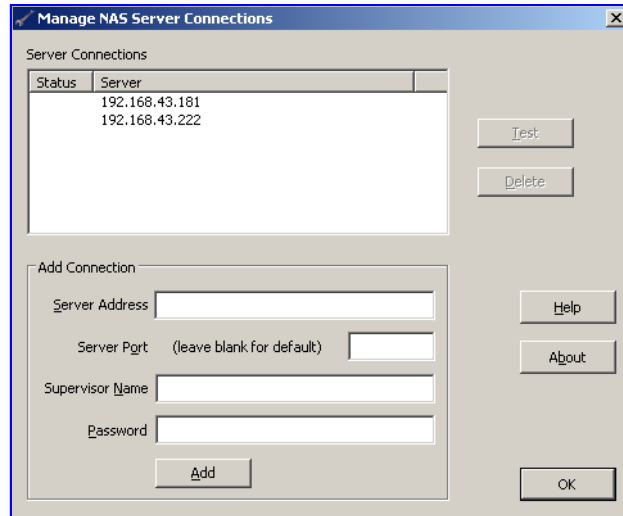 Manage NAS Server Connections
Server Connections
Status Server
192.168.43.181
192.168.43.222
Test
Delete
Add Connection
Server Address
Server Port (leave blank for default)
Supervisor Name
Password
Add
Help
About
OK